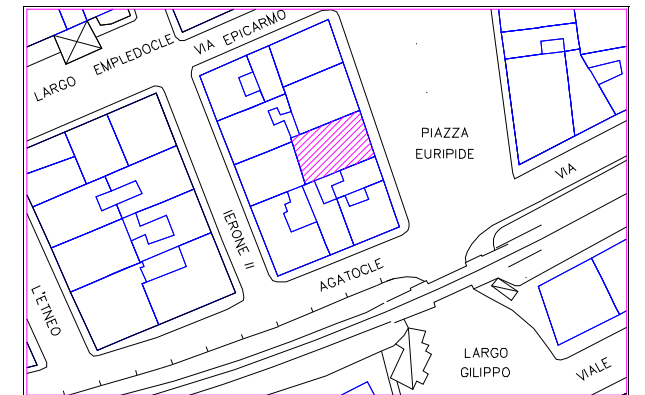 VIA EPICARMO
LARGO EMPLEDOCLE
PIAZZA
EURIPIDE
VIA
IERONE II
AGATOCLE
L'ETNEO
LARGO
GILIPPO
VIALE